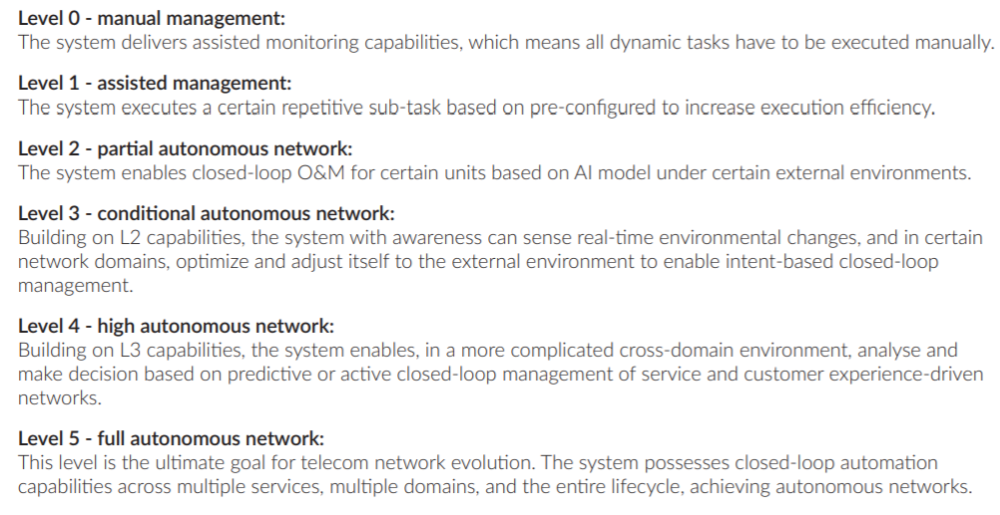 Level 0 - manual management:
The system delivers assisted monitoring capabilities, which means all dynamic tasks have to be executed manually.
Level 1 - assisted management:
The system executes a certain repetitive sub-task based on pre-configured to increase execution efficiency.
Level 2 - partial autonomous network:
The system enables closed-loop O&M for certain units based on AI model under certain external environments.
Level 3 - conditional autonomous network:
Building on L2 capabilities, the system with awareness can sense real-time environmental changes, and in certain
network domains, optimize and adjust itself to the external environment to enable intent-based closed-loop
management.
Level 4 - high autonomous network:
Building on L3 capabilities, the system enables, in a more complicated cross-domain environment, analyse and
make decision based on predictive or active closed-loop management of service and customer experience-driven
networks.
Level 5 - full autonomous network:
This level is the ultimate goal for telecom network evolution. The system possesses closed-loop automation
capabilities across multiple services, multiple domains, and the entire lifecycle, achieving autonomous networks.